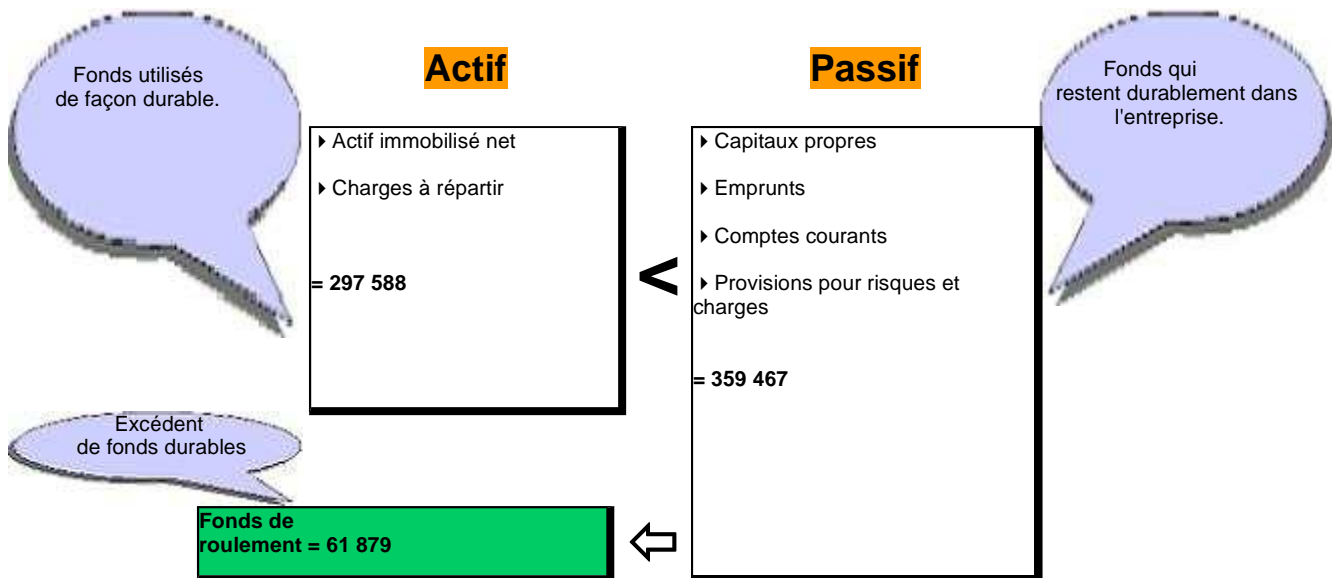 Fonds utilisés
de façon durable.
Actif
Passif
Fonds qui
restent durablement dans
l'entreprise.
Actif immobilisé net
Charges à répartir
= 297 588
<
Capitaux propres
Emprunts
Comptes courants
Provisions pour risques et
charges
= 359 467
Excédent
de fonds durables
Fonds de
roulement = 61 879